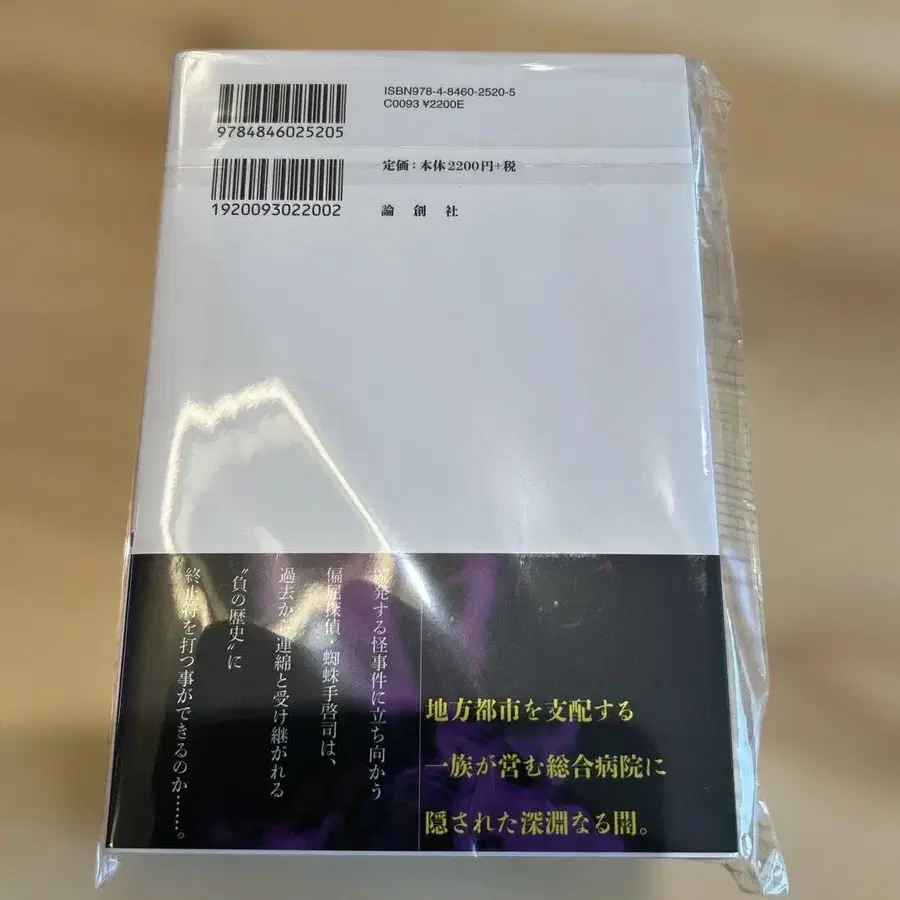 ISBN978-4-8460-2520-5
C0093 ¥2200E
9784846025205
定価:本体2200円+税
1920093022002
論創社
地方都市を支配する
一族が営む総合病院に
隠された深淵なる闇。
続発する怪事件に立ち向かう
偏屈探偵・蜘蛛手啓司は、
過去から連綿と受け継がれる
“負の歴史”に
終止符を打つ事ができるのか……。